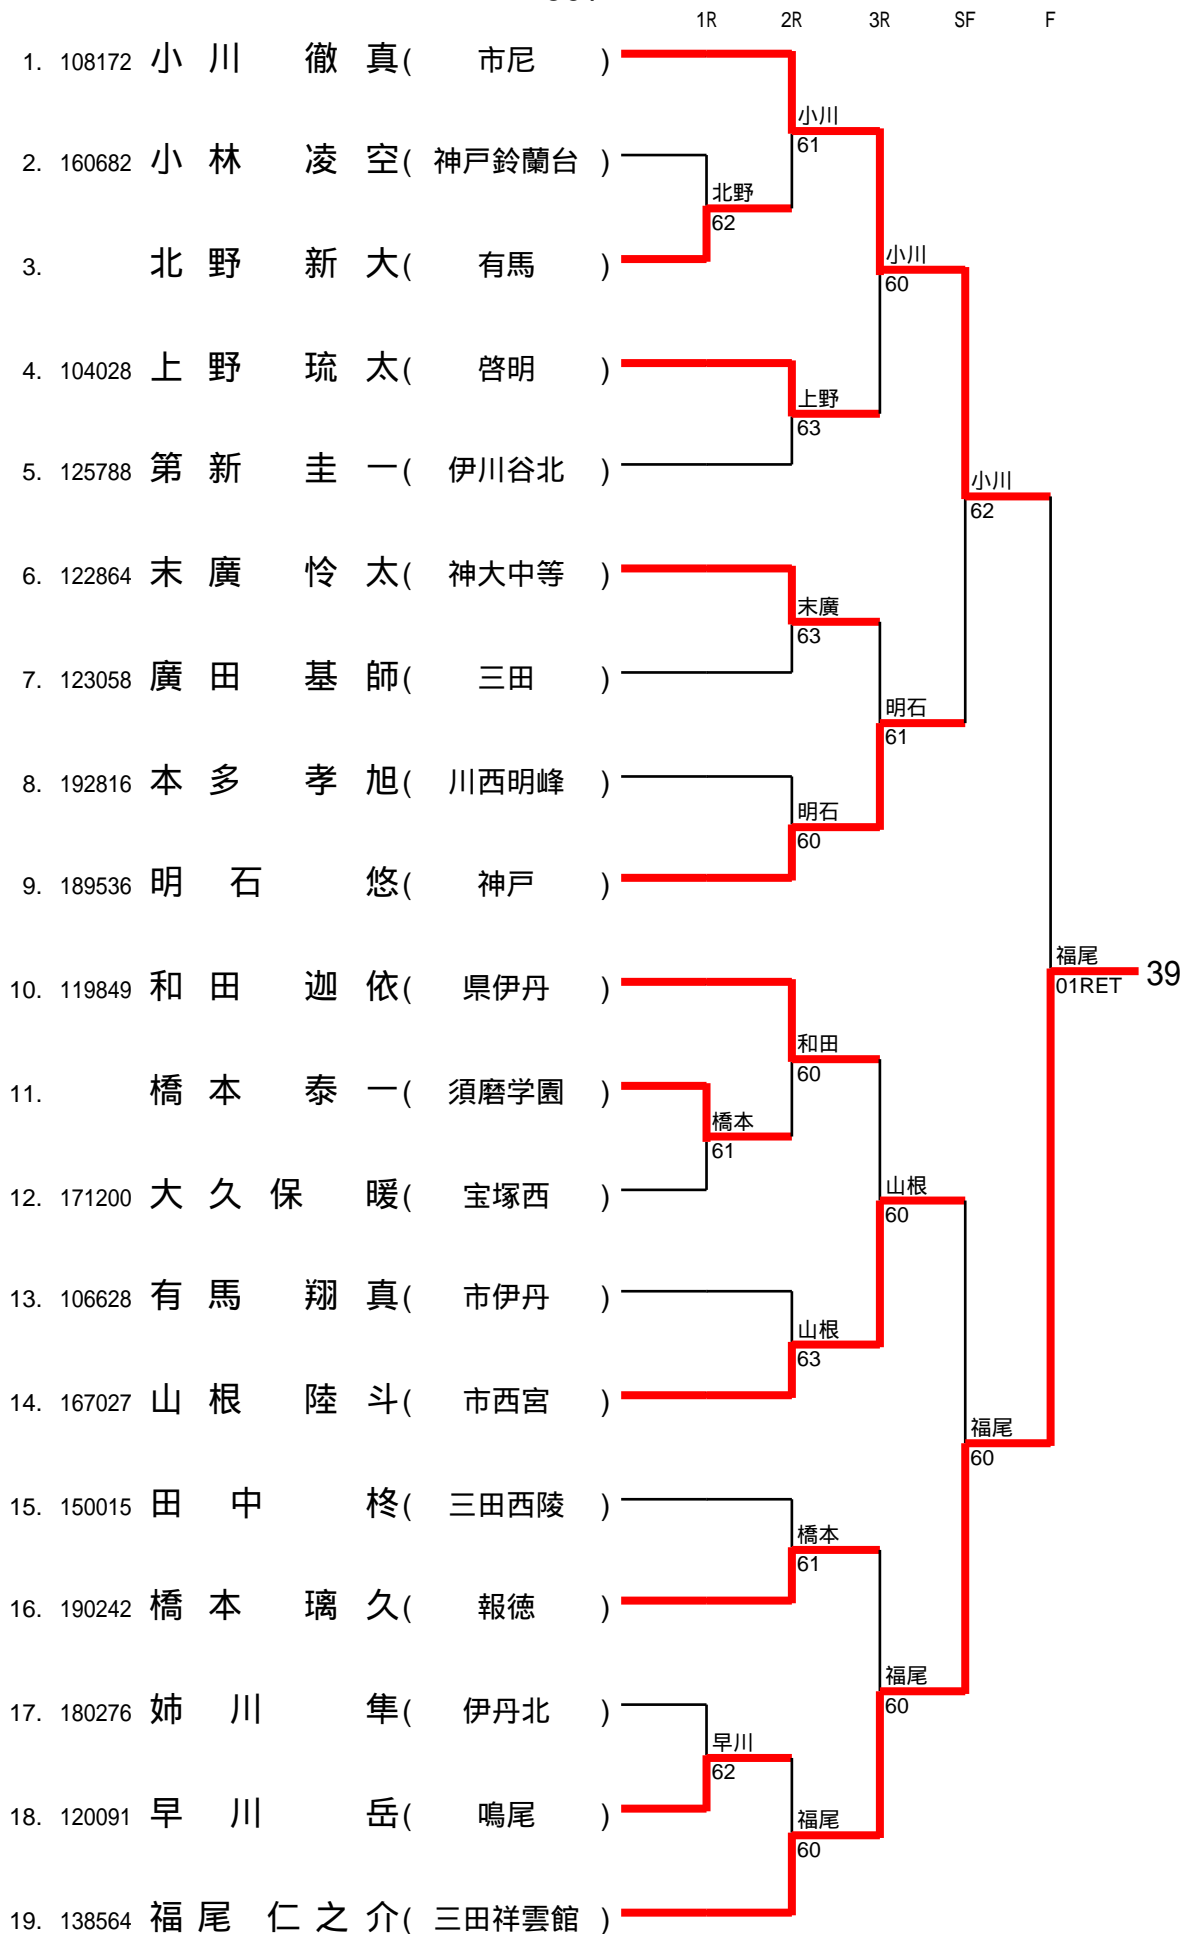 1R 2R 3R SF F
1. 108172 小川 徹真( 市尼 )
小川
61
2. 160682 小林 凌空( 神戸鈴蘭台 )
北野
62
3. 北野 新大( 有馬 )
小川
60
4. 104028 上野 琉太( 啓明 )
上野
63
5. 125788 第新 圭一( 伊川谷北 )
小川
62
6. 122864 末廣 怜太( 神大中等 )
末廣
63
7. 123058 廣田 基師( 三田 )
明石
61
8. 192816 本多 孝旭( 川西明峰 )
明石
60
9. 189536 明石 悠( 神戸 )
福尾
01RET 39
10. 119849 和田 迦依( 県伊丹 )
和田
60
11. 橋本 泰一( 須磨学園 )
橋本
61
12. 171200 大久保 暖( 宝塚西 )
山根
60
13. 106628 有馬 翔真( 市伊丹 )
山根
63
14. 167027 山根 陸斗( 市西宮 )
福尾
60
15. 150015 田中 柊( 三田西陵 )
橋本
61
16. 190242 橋本 璃久( 報徳 )
福尾
60
17. 180276 姉川 隼( 伊丹北 )
早川
62
18. 120091 早川 岳( 鳴尾 )
福尾
60
19. 138564 福尾 仁之介( 三田祥雲館 )